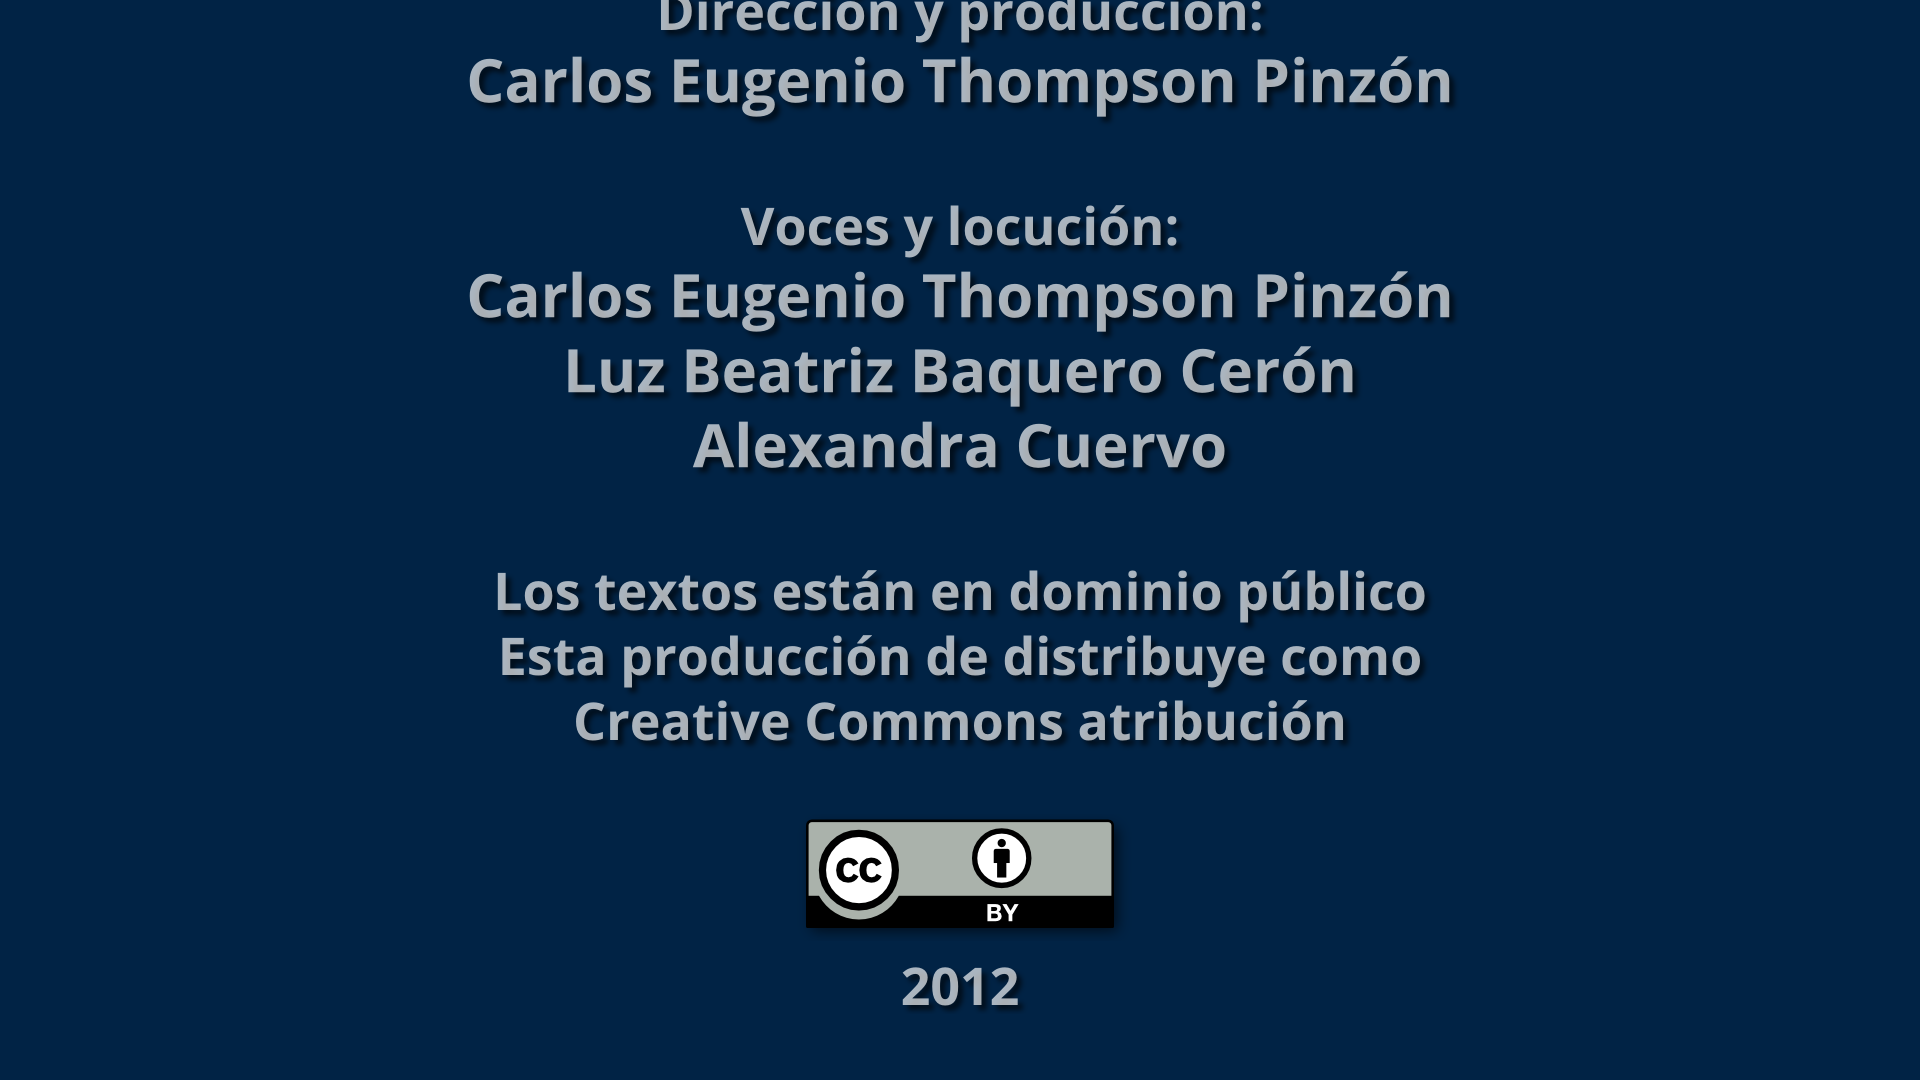 Dirección y producción:
Carlos Eugenio Thompson Pinzón
Voces y locución:
Carlos Eugenio Thompson Pinzón
Luz Beatriz Baquero Cerón
Alexandra Cuervo
Los textos están en dominio público
Esta producción de distribuye como
Creative Commons atribución
cc
BY
2012